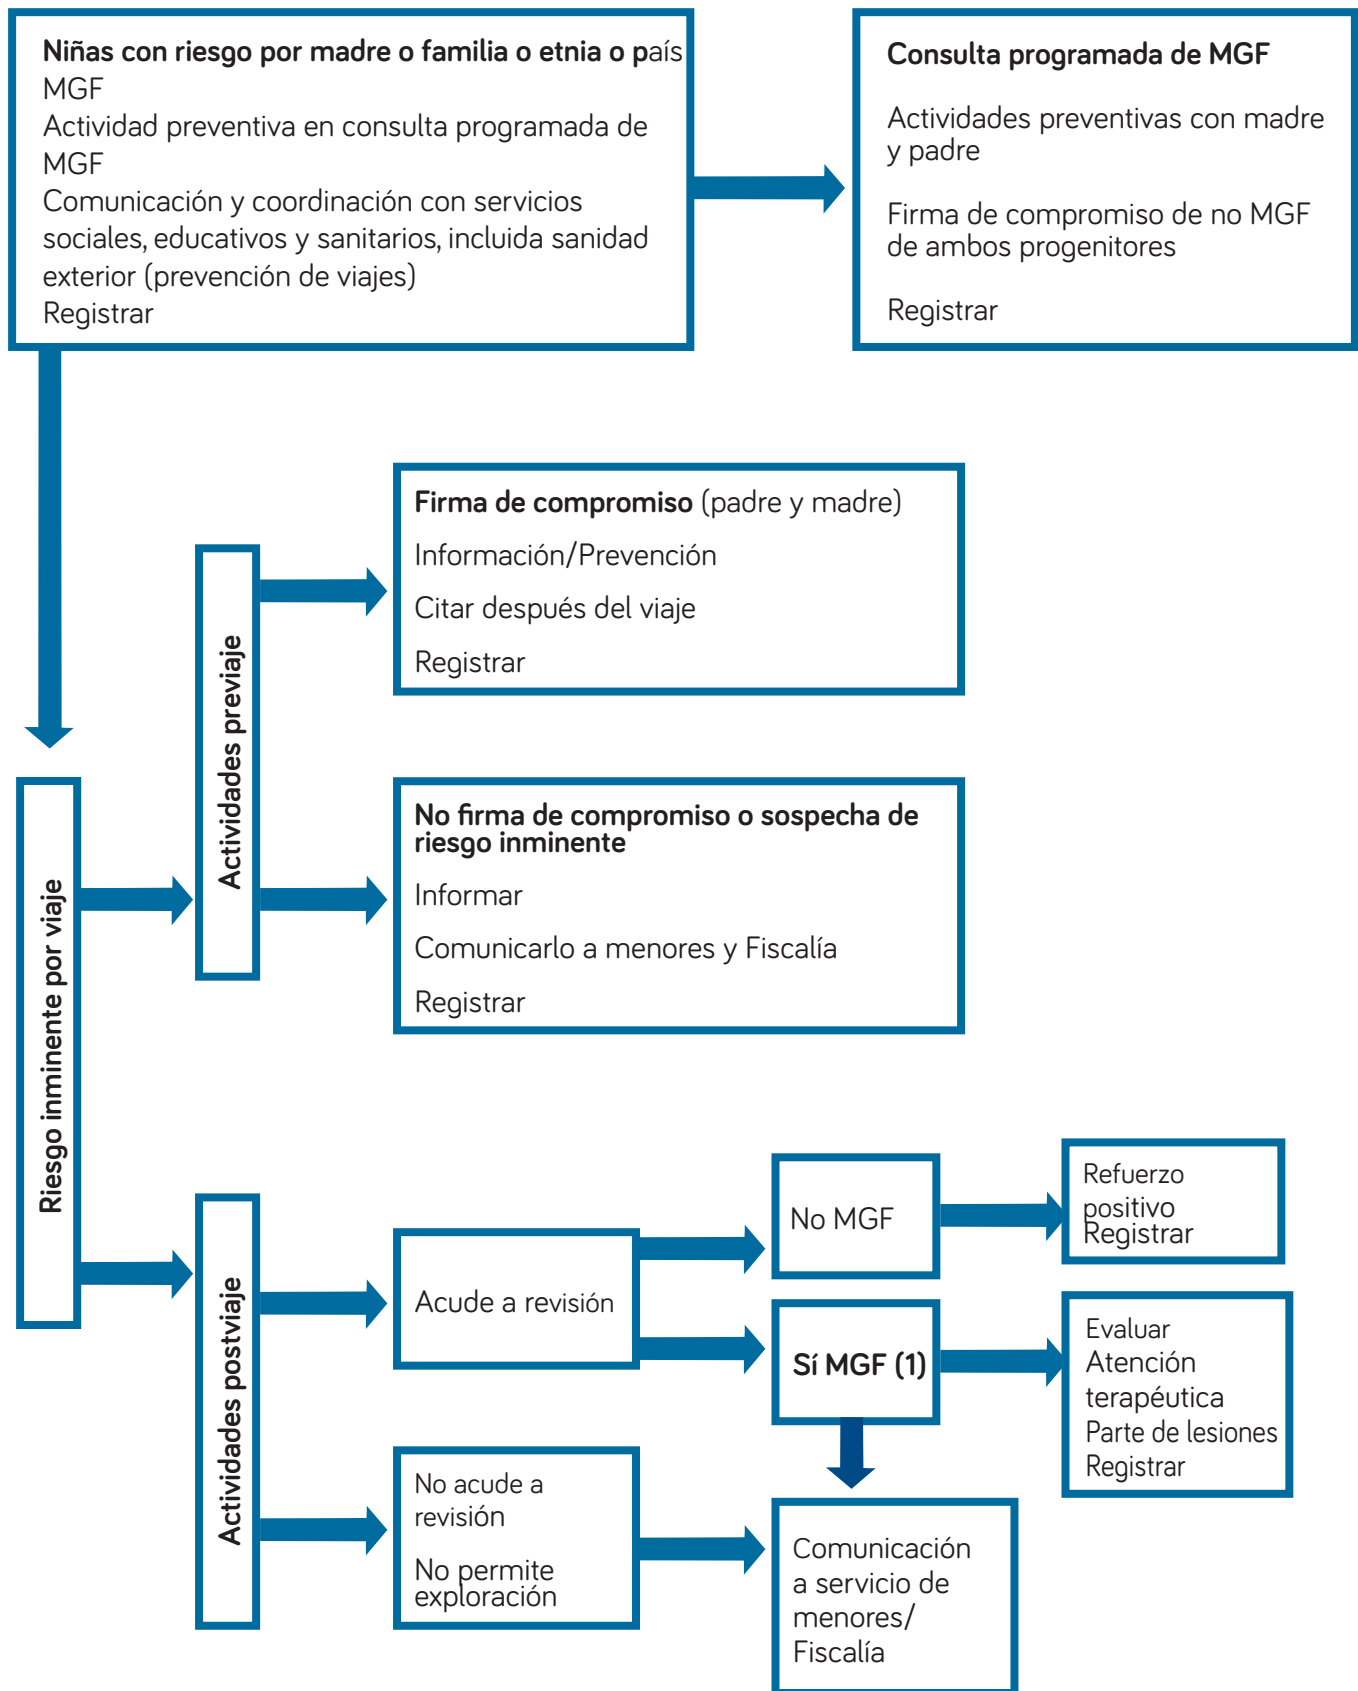 Niñas con riesgo por madre o familia o etnia o país
MGF
Actividad preventiva en consulta programada de
MGF
Comunicación y coordinación con servicios
sociales, educativos y sanitarios, incluida sanidad
exterior (prevención de viajes)
Registrar
Consulta programada de MGF
Actividades preventivas con madre
y padre
Firma de compromiso de no MGF
de ambos progenitores
Registrar
Riesgo inminente por viaje
Actividades previaje
Firma de compromiso (padre y madre)
Información/Prevención
Citar después del viaje
Registrar
No firma de compromiso o sospecha de
riesgo inminente
Informar
Comunicarlo a menores y Fiscalía
Registrar
Actividades postviaje
Acude a revisión
No MGF
Refuerzo
positivo
Registrar
Sí MGF (1)
Evaluar
Atención
terapéutica
Parte de lesiones
Registrar
No acude a
revisión
No permite
exploración
Comunicación
a servicio de
menores/
Fiscalía